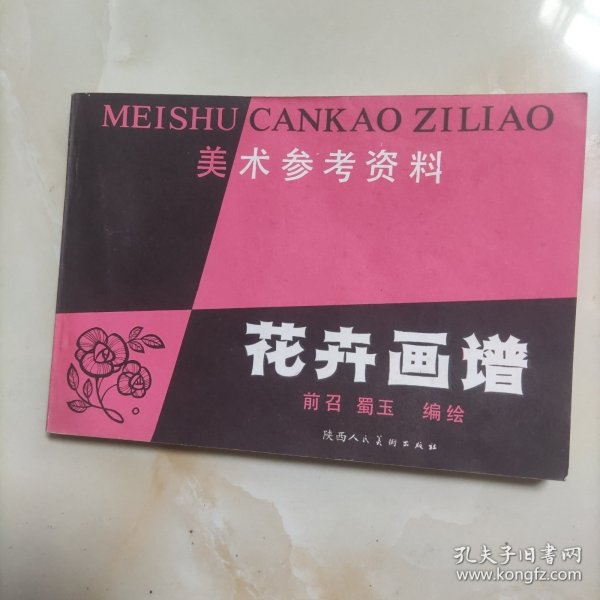 MEISHU CANKAO ZILIAO
美术参考资料
花卉画谱
前召 蜀玉 编绘
陕西人民美術出版社
孔夫子旧书网
www.kongfz.com